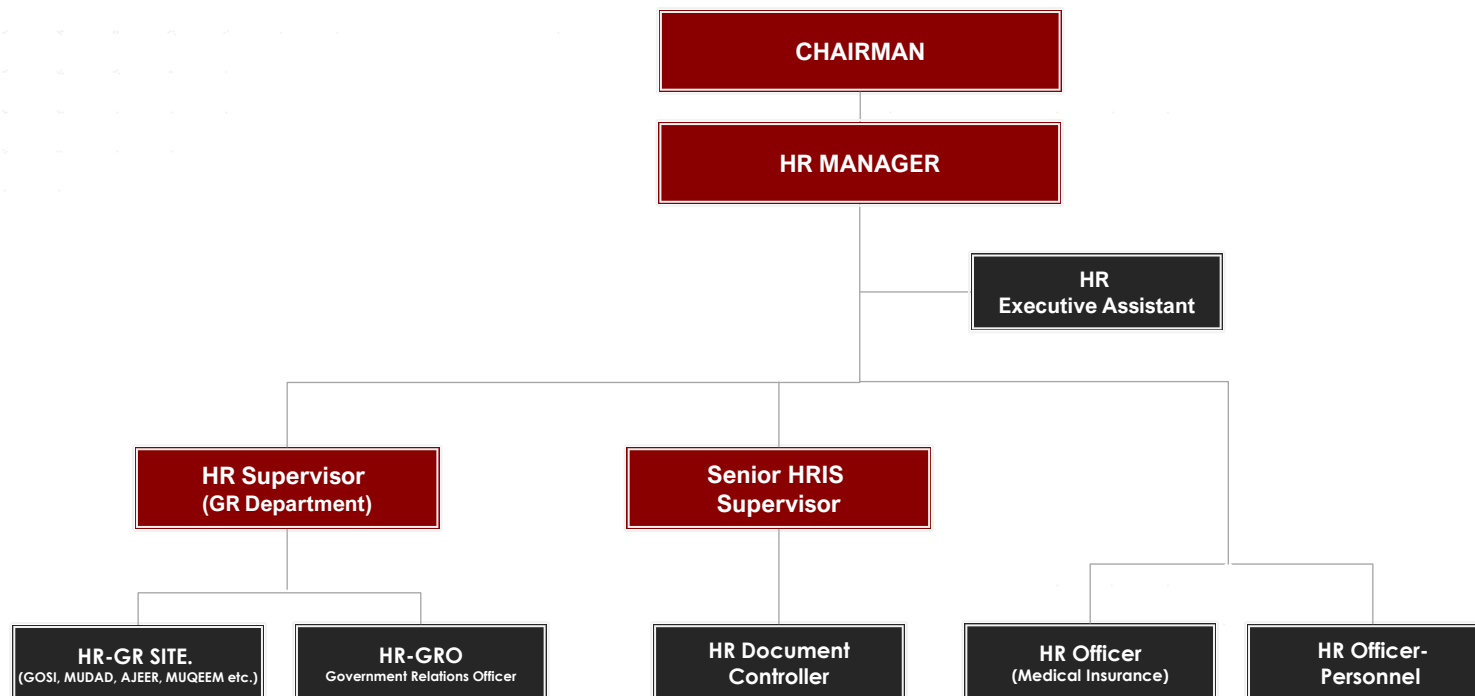 CHAIRMAN
HR MANAGER
HR
Executive Assistant
HR Supervisor
(GR Department)
Senior HRIS
Supervisor
HR-GR SITE.
(GOSI, MUDAD, AJEER, MUQEEM etc.)
HR-GRO
Government Relations Officer
HR Document
Controller
HR Officer
(Medical Insurance)
HR Officer-
Personnel